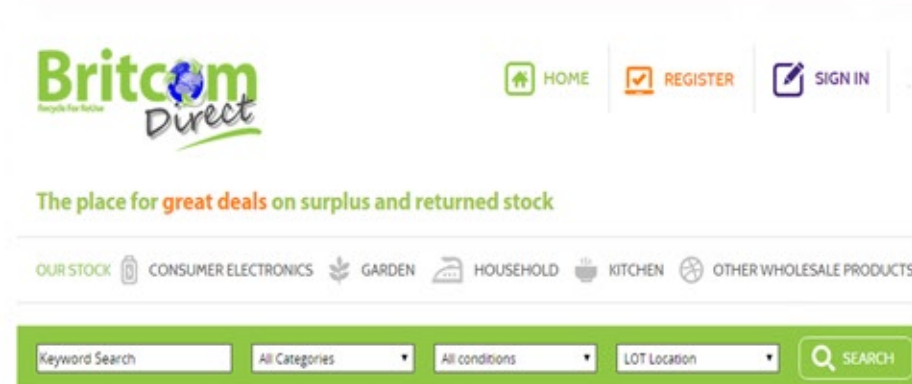 Britcom
Recycle For ReUse
Direct
HOME REGISTER SIGN IN
The place for great deals on surplus and returned stock
OUR STOCK CONSUMER ELECTRONICS GARDEN HOUSEHOLD KITCHEN OTHER WHOLESALE PRODUCTS
Keyword Search All Categories All conditions LOT Location SEARCH